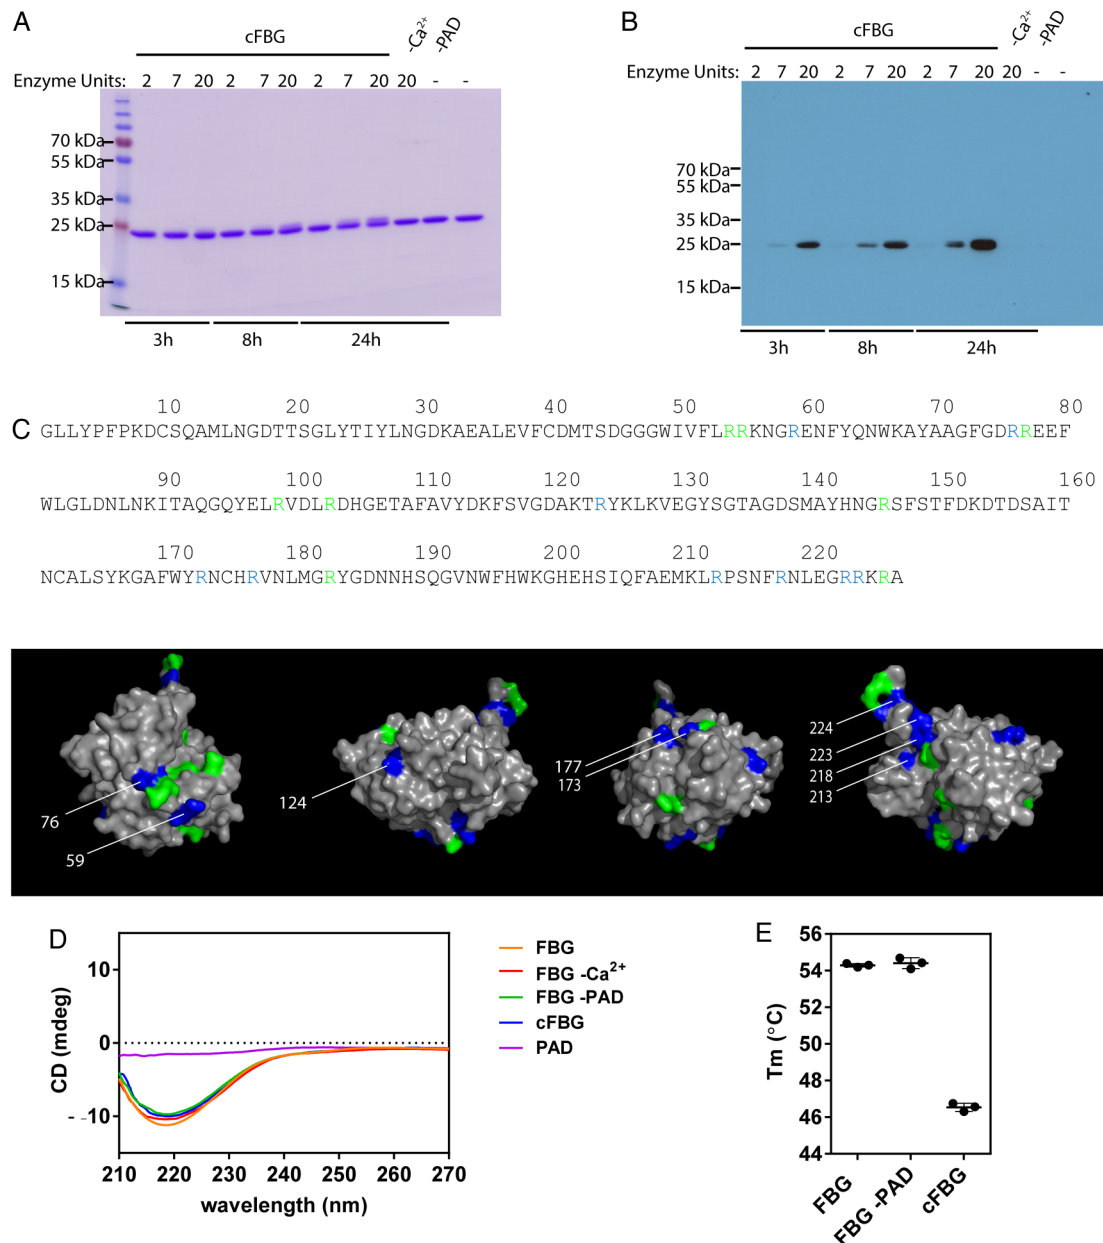 A
cFBG
-Ca²⁺
-PAD
Enzyme Units: 2 7 20 2 7 20 2 7 20 20 - -
70 kDa
55 kDa
35 kDa
25 kDa
15 kDa
3h 8h 24h
B
cFBG
-Ca²⁺
-PAD
Enzyme Units: 2 7 20 2 7 20 2 7 20 20 - -
70 kDa
55 kDa
35 kDa
25 kDa
15 kDa
3h 8h 24h
C
10 20 30 40 50 60 70 80
GLLYPFPKDCSQAMLNGDTTSGLYTIYLNGDKAEALEVFCDMTSDGGGWIVFLRRKNGRENFYQNWKAYAAGFGDRREEF
90 100 110 120 130 140 150 160
WLGLDNLNKITAQGQYELRVDLRDHGETAFAVYDKFSVGDAKTRYKLKVEGYSGTAGDSMAYHNGRSFSTFDKDTDSAIT
170 180 190 200 210 220
NCALSYKGAFWYRNCHRVNLMGRYGDNNHSQGVNWFHWKGHEHSIQFAEMKLRPSNFRNLEGRRKRA
76
59
124
177
173
224
223
218
213
D
CD (mdeg)
10
0
- -10
210 220 230 240 250 260 270
wavelength (nm)
FBG
FBG -Ca²⁺
FBG -PAD
cFBG
PAD
E
Tm (°C)
56
54
52
50
48
46
44
FBG
FBG -PAD
cFBG